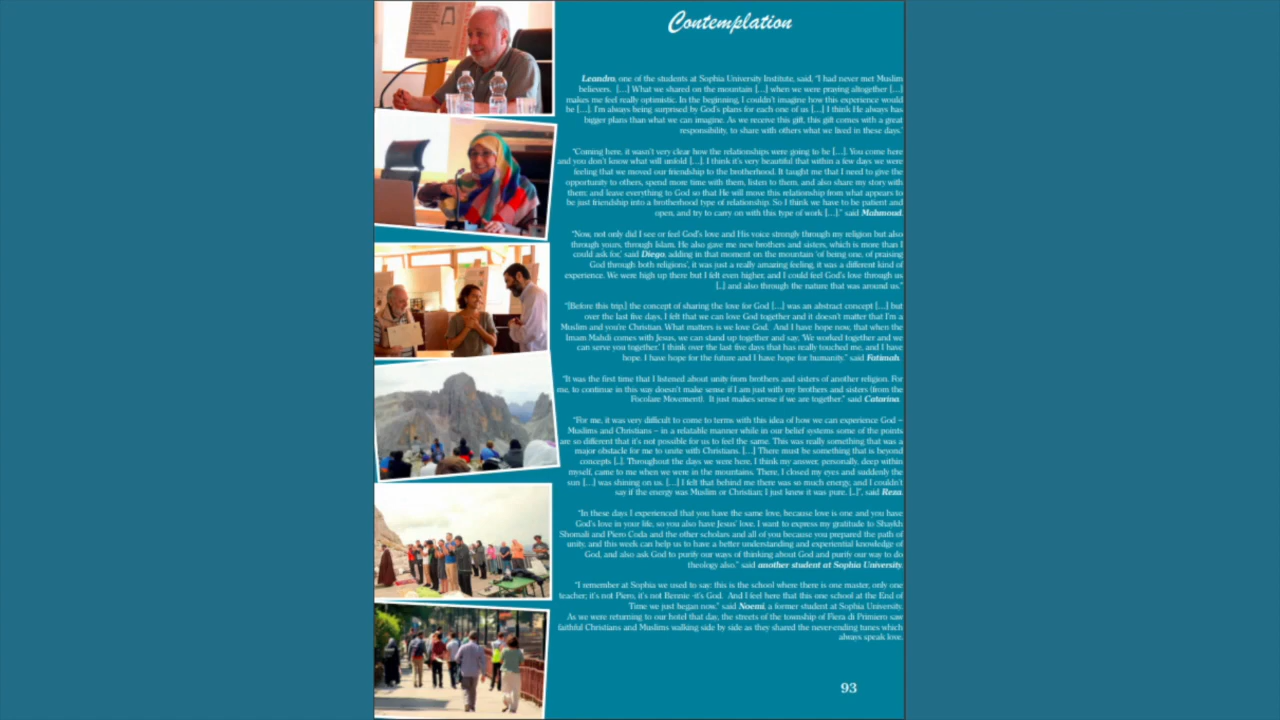 Contemplation
Leandro, one of the students at Sophia University Institute, said, "I had never met Muslim
believers. [....] What we shared on the mountain [....] when we were praying altogether [....]
makes me feel really optimistic. In the beginning, I couldn't imagine how this experience would
be [....]. I'm always being surprised by God's plans for each one of us [....] I think He always has
bigger plans than what we can imagine. As we receive this gift, this gift comes with a great
responsibility, to share with others what we lived in these days."
"Coming here, it wasn't very clear how the relationships were going to be [....]. You come here
and you don't know what will unfold [....]. I think it's very beautiful that within a few days we were
feeling that we moved our friendship to the brotherhood. It taught me that I need to give the
opportunity to others, spend more time with them, listen to them, and also share my story with
them; and leave everything to God so that He will move this relationship from what appears to
be just friendship into a brotherhood type of relationship. So I think we have to be patient and
open, and try to carry on with this type of work [....]." said Mahmoud.
"Now, not only did I see or feel God's love and His voice strongly through my religion but also
through yours, through Islam. He also gave me new brothers and sisters, which is more than I
could ask for,' said Diego, adding in that moment on the mountain 'of being one, of praising
God through both religions', it was just a really amazing feeling, it was a different kind of
experience. We were high up there but I felt even higher, and I could feel God's love through us
[..] and also through the nature that was around us."
"[Before this trip,] the concept of sharing the love for God [....] was an abstract concept [....] but
over the last five days, I felt that we can love God together and it doesn't matter that I'm a
Muslim and you're Christian. What matters is we love God. And I have hope now, that when the
Imam Mahdi comes with Jesus, we can stand up together and say, 'We worked together and we
can serve you together.' I think over the last five days that has really touched me, and I have
hope. I have hope for the future and I have hope for humanity." said Fatimah.
"It was the first time that I listened about unity from brothers and sisters of another religion. For
me, to continue in this way doesn't make sense if I am just with my brothers and sisters (from the
Focolare Movement). It just makes sense if we are together." said Catarina.
"For me, it was very difficult to come to terms with this idea of how we can experience God –
Muslims and Christians – in a relatable manner while in our belief systems some of the points
are so different that it's not possible for us to feel the same. This was really something that was a
major obstacle for me to unite with Christians. [....] There must be something that is beyond
concepts [..]. Throughout the days we were here, I think my answer, personally, deep within
myself, came to me when we were in the mountains. There, I closed my eyes and suddenly the
sun [....] was shining on us. [....] I felt that behind me there was so much energy, and I couldn't
say if the energy was Muslim or Christian; I just knew it was pure. [..]", said Reza.
"In these days I experienced that you have the same love, because love is one and you have
God's love in your life, so you also have Jesus' love. I want to express my gratitude to Shaykh
Shomali and Piero Coda and the other scholars and all of you because you prepared the path of
unity, and this week can help us to have a better understanding and experiential knowledge of
God, and also ask God to purify our ways of thinking about God and purify our way to do
theology also." said another student at Sophia University.
"I remember at Sophia we used to say: this is the school where there is one master, only one
teacher; it's not Piero, it's not Bennie -it's God. And I feel here that this one school at the End of
Time we just began now." said Noemi, a former student at Sophia University.
As we were returning to our hotel that day, the streets of the township of Fiera di Primiero saw
faithful Christians and Muslims walking side by side as they shared the never-ending tunes which
always speak love.
93